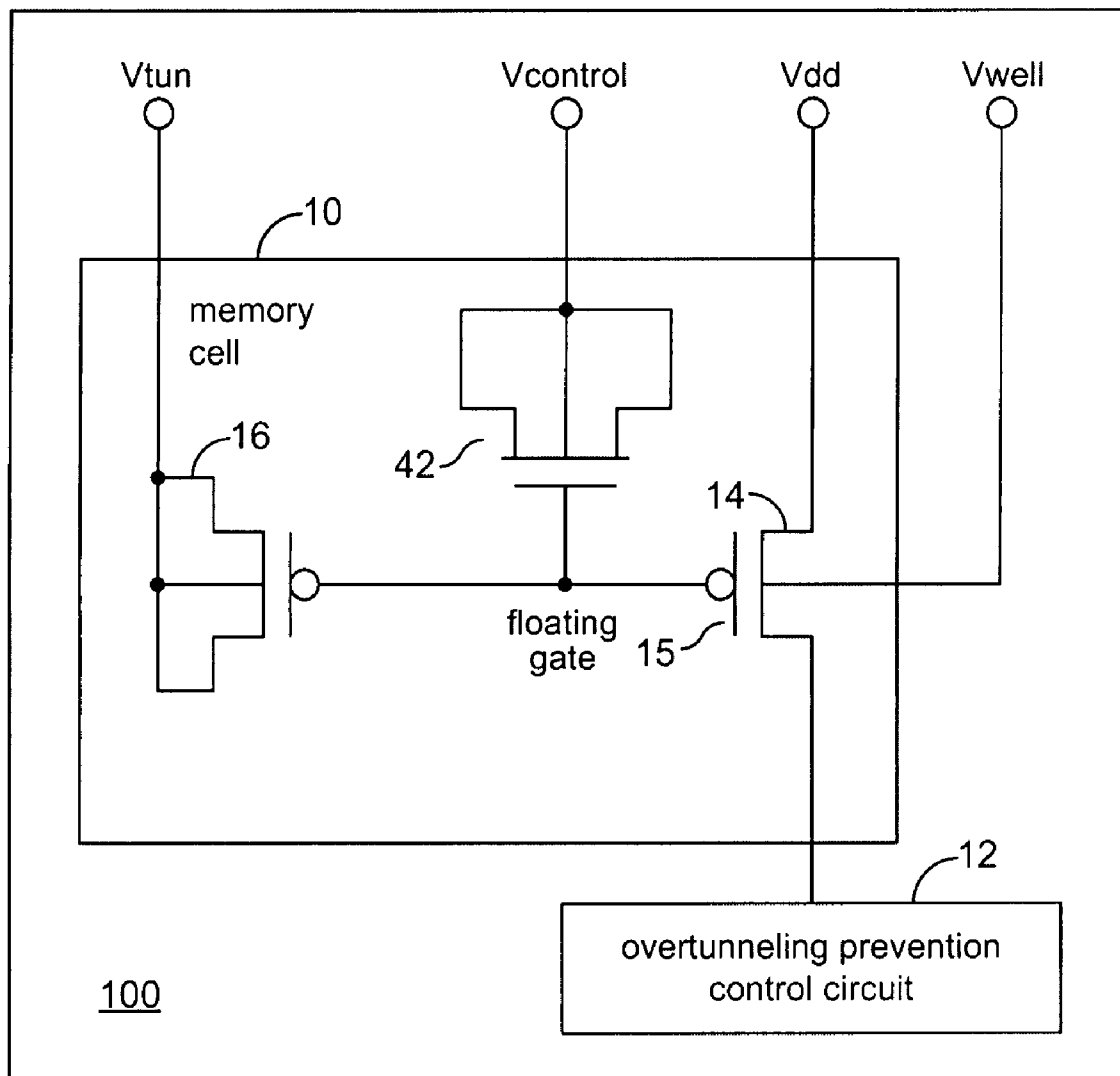 Vtun
Vcontrol
Vdd
Vwell
10
memory
cell
16
42
14
floating
gate
15
12
overtunneling prevention
control circuit
100